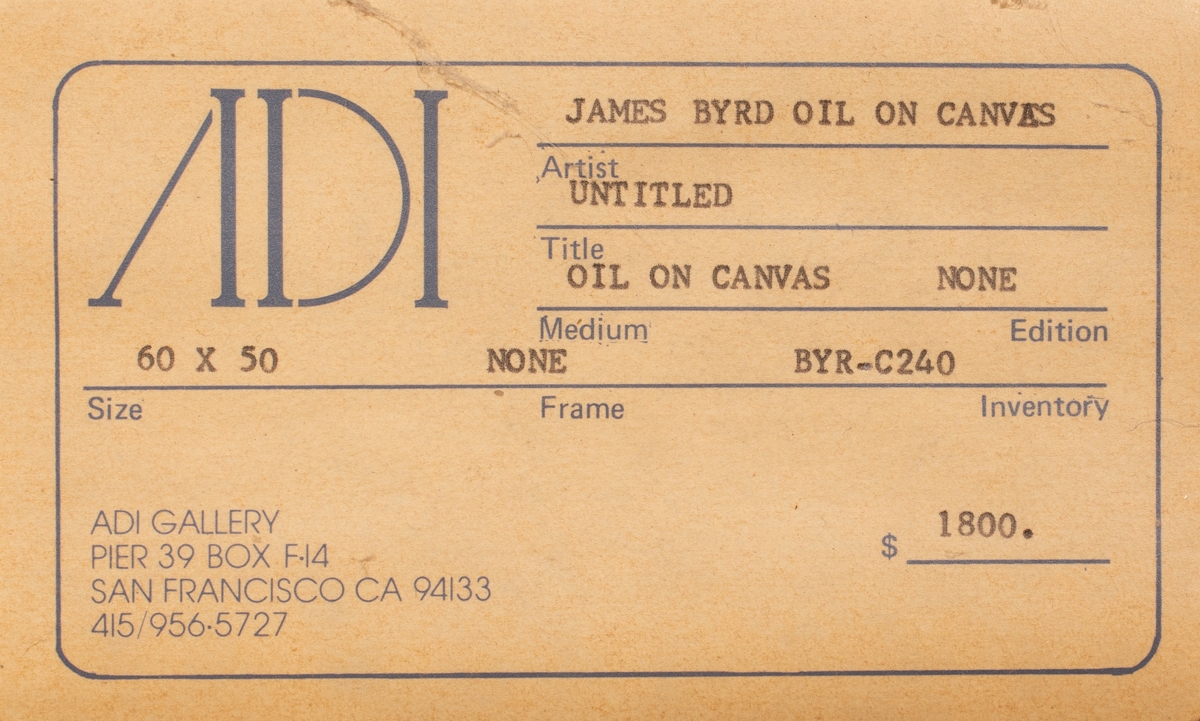 ADI
JAMES BYRD OIL ON CANVAS
Artist
UNTITLED
Title
OIL ON CANVAS NONE
Medium Edition
60 X 50 NONE BYR-C240
Size Frame Inventory
ADI GALLERY
PIER 39 BOX F·14
SAN FRANCISCO CA 94133
415/956·5727
$ 1800.